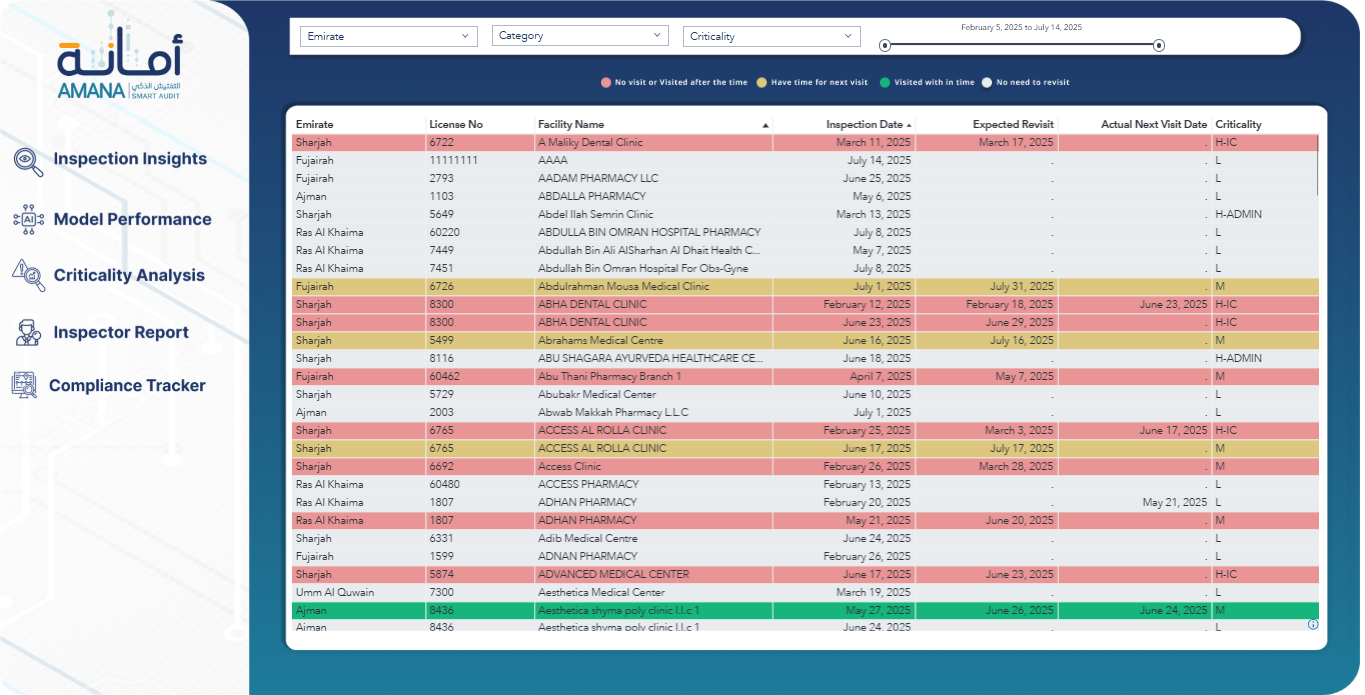 أمانة
AMANA
التفتيش الذكي
SMART AUDIT
Inspection Insights
Model Performance
Criticality Analysis
Inspector Report
Compliance Tracker
Emirate
Category
Criticality
February 5, 2025 to July 14, 2025
No visit or Visited after the time Have time for next visit Visited with in time No need to revisit
Emirate License No Facility Name Inspection Date Expected Revisit Actual Next Visit Date Criticality
Sharjah 6722 A Maliky Dental Clinic March 11, 2025 March 17, 2025 . H-IC
Fujairah 11111111 AAAA July 14, 2025 . . L
Fujairah 2793 AADAM PHARMACY LLC June 25, 2025 . . L
Ajman 1103 ABDALLA PHARMACY May 6, 2025 . . L
Sharjah 5649 Abdel Ilah Semrin Clinic March 13, 2025 . . H-ADMIN
Ras Al Khaima 60220 ABDULLA BIN OMRAN HOSPITAL PHARMACY July 8, 2025 . . L
Ras Al Khaima 7449 Abdullah Bin Ali AlSharhan Al Dhait Health C... May 7, 2025 . . L
Ras Al Khaima 7451 Abdullah Bin Omran Hospital For Obs-Gyne July 8, 2025 . . L
Fujairah 6726 Abdulrahman Mousa Medical Clinic July 1, 2025 July 31, 2025 . M
Sharjah 8300 ABHA DENTAL CLINIC February 12, 2025 February 18, 2025 June 23, 2025 H-IC
Sharjah 8300 ABHA DENTAL CLINIC June 23, 2025 June 29, 2025 . H-IC
Sharjah 5499 Abrahams Medical Centre June 16, 2025 July 16, 2025 . M
Sharjah 8116 ABU SHAGARA AYURVEDA HEALTHCARE CE... June 18, 2025 . . H-ADMIN
Fujairah 60462 Abu Thani Pharmacy Branch 1 April 7, 2025 May 7, 2025 . M
Sharjah 5729 Abubakr Medical Center June 10, 2025 . . L
Ajman 2003 Abwab Makkah Pharmacy L.L.C July 1, 2025 . . L
Sharjah 6765 ACCESS AL ROLLA CLINIC February 25, 2025 March 3, 2025 June 17, 2025 H-IC
Sharjah 6765 ACCESS AL ROLLA CLINIC June 17, 2025 July 17, 2025 . M
Sharjah 6692 Access Clinic February 26, 2025 March 28, 2025 . M
Ras Al Khaima 60480 ACCESS PHARMACY February 13, 2025 . . L
Ras Al Khaima 1807 ADHAN PHARMACY February 20, 2025 . May 21, 2025 L
Ras Al Khaima 1807 ADHAN PHARMACY May 21, 2025 June 20, 2025 . M
Sharjah 6331 Adib Medical Centre June 24, 2025 . . L
Fujairah 1599 ADNAN PHARMACY February 26, 2025 . . L
Sharjah 5874 ADVANCED MEDICAL CENTER June 17, 2025 June 23, 2025 . H-IC
Umm Al Quwain 7300 Aesthetica Medical Center March 19, 2025 . . L
Ajman 8436 Aesthetica shyma poly clinic l.l.c 1 May 27, 2025 June 26, 2025 June 24, 2025 M
Ajman 8436 Aesthetica shyma poly clinic l.l.c 1 June 24, 2025 . . L